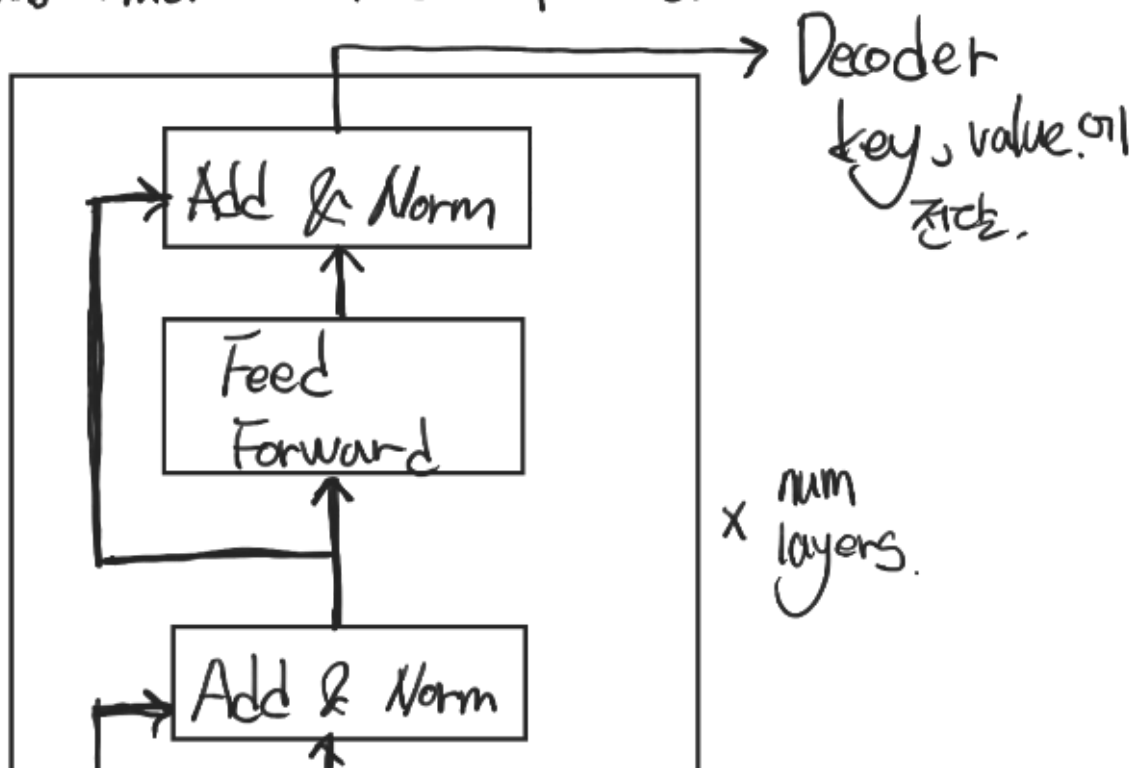 Decoder
key, value에
전달.
Add & Norm
Feed
Forward
x num
layers.
Add & Norm